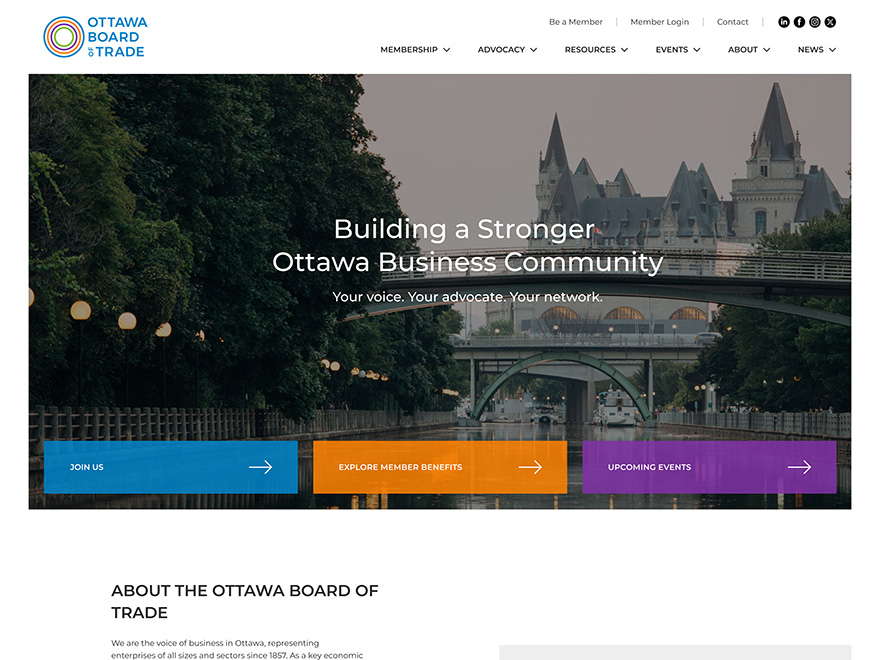 OTTAWA
BOARD
OF TRADE
Be a Member
Member Login
Contact
MEMBERSHIP
ADVOCACY
RESOURCES
EVENTS
ABOUT
NEWS
Building a Stronger
Ottawa Business Community
Your voice. Your advocate. Your network.
JOIN US
EXPLORE MEMBER BENEFITS
UPCOMING EVENTS
ABOUT THE OTTAWA BOARD OF
TRADE
We are the voice of business in Ottawa, representing
enterprises of all sizes and sectors since 1857. As a key economic